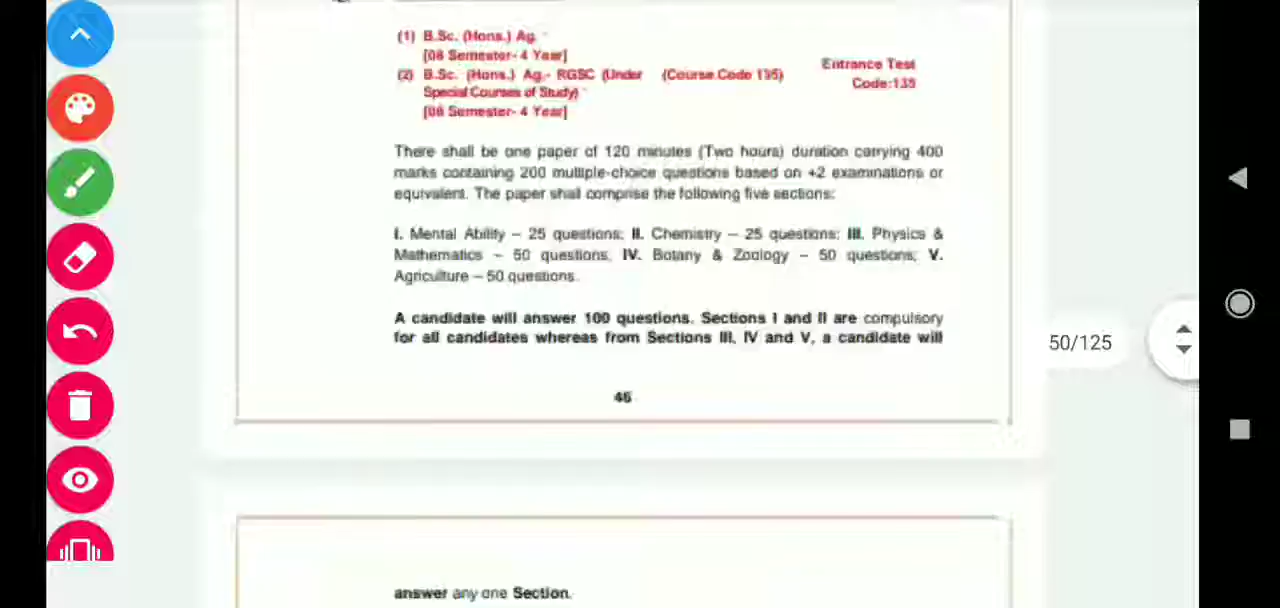 (1) B.Sc. (Hons.) Ag.
[08 Semester- 4 Year]
(2) B.Sc. (Hons.) Ag.- RGSC (Under (Course Code 195)
Special Courses of Study)
[08 Semester- 4 Year]
Entrance Test
Code:135
There shall be one paper of 120 minutes (Two hours) duration carrying 400
marks containing 200 multiple-choice questions based on +2 examinations or
equivalent. The paper shall comprise the following five sections:
I. Mental Ability – 25 questions; II. Chemistry – 25 questions; III. Physics &
Mathematics – 50 questions; IV. Botany & Zoology – 50 questions; V.
Agriculture – 50 questions.
A candidate will answer 100 questions. Sections I and II are compulsory
for all candidates whereas from Sections III, IV and V, a candidate will
46
50/125
answer any one Section.